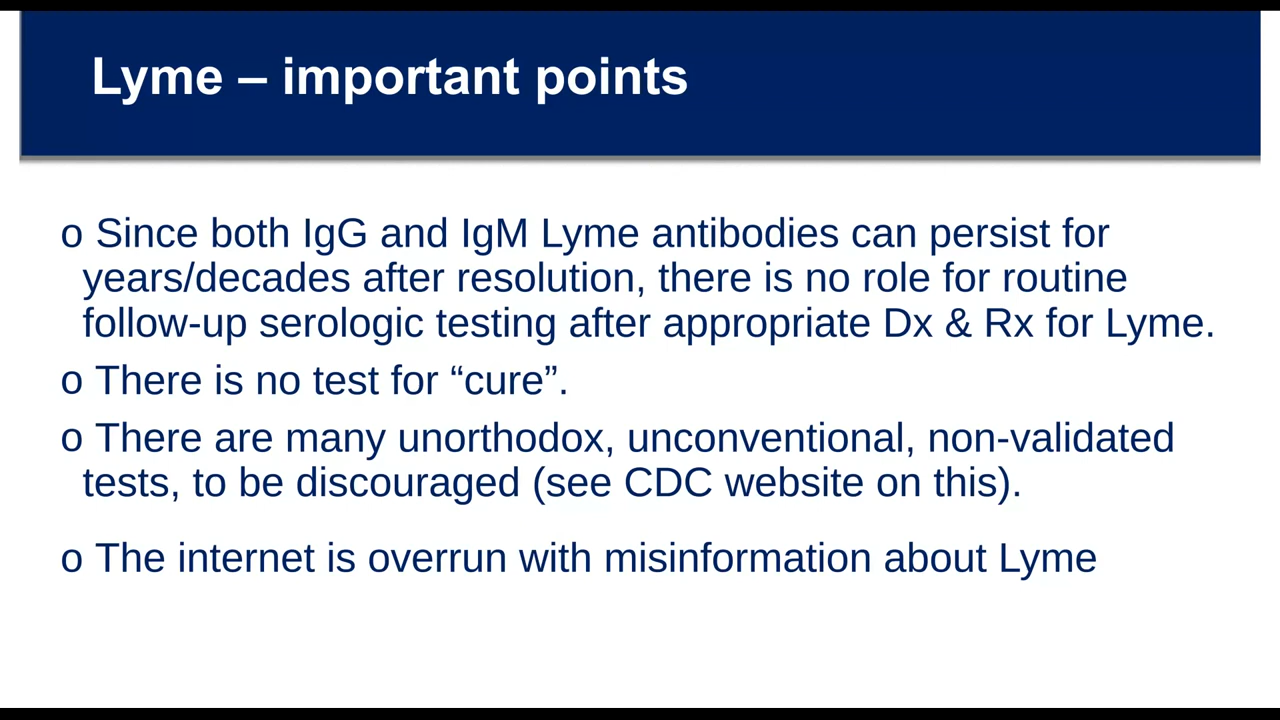 Lyme – important points
o Since both IgG and IgM Lyme antibodies can persist for
years/decades after resolution, there is no role for routine
follow-up serologic testing after appropriate Dx & Rx for Lyme.
o There is no test for “cure”.
o There are many unorthodox, unconventional, non-validated
tests, to be discouraged (see CDC website on this).
o The internet is overrun with misinformation about Lyme